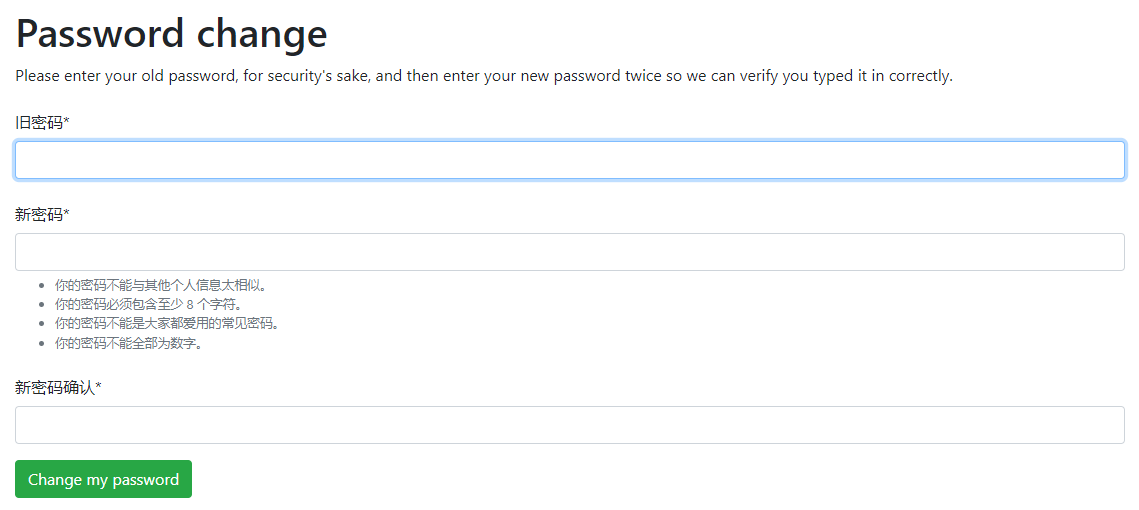 Password change
Please enter your old password, for security's sake, and then enter your new password twice so we can verify you typed it in correctly.
旧密码*
新密码*
你的密码不能与其他个人信息太相似。
你的密码必须包含至少 8 个字符。
你的密码不能是大家都爱用的常见密码。
你的密码不能全部为数字。
新密码确认*
Change my password